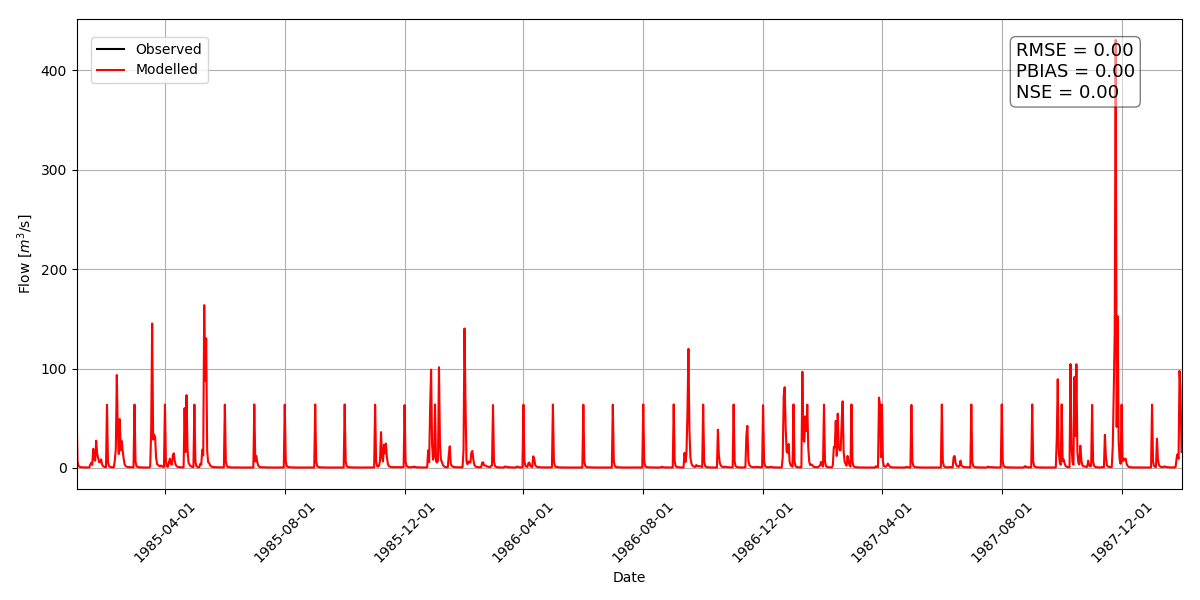 Observed
Modelled
RMSE = 0.00
PBIAS = 0.00
NSE = 0.00
400
300
200
100
0
Flow [m³/s]
1985-04-01
1985-08-01
1985-12-01
1986-04-01
1986-08-01
1986-12-01
1987-04-01
1987-08-01
1987-12-01
Date